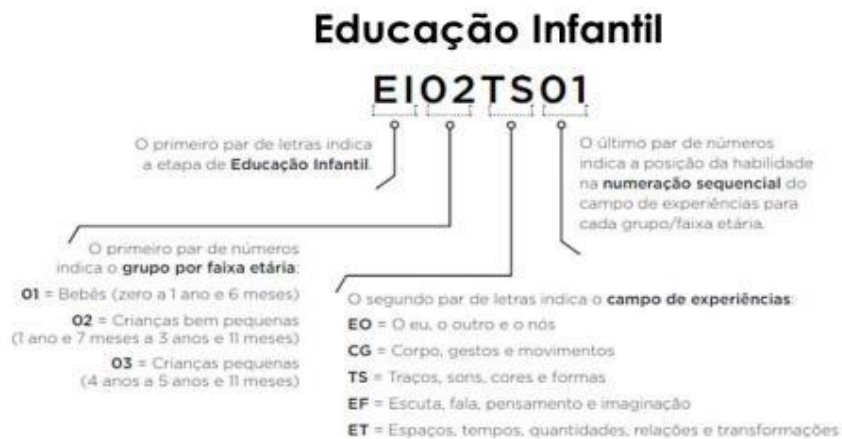 Educação Infantil
EI02TS01
O primeiro par de letras indica
a etapa de Educação Infantil.
O último par de números
indica a posição da habilidade
na numeração sequencial do
campo de experiências para
cada grupo/faixa etária.
O primeiro par de números
indica o grupo por faixa etária:
01 = Bebês (zero a 1 ano e 6 meses)
02 = Crianças bem pequenas
(1 ano e 7 meses a 3 anos e 11 meses)
03 = Crianças pequenas
(4 anos a 5 anos e 11 meses)
O segundo par de letras indica o campo de experiências:
EO = O eu, o outro e o nós
CG = Corpo, gestos e movimentos
TS = Traços, sons, cores e formas
EF = Escuta, fala, pensamento e imaginação
ET = Espaços, tempos, quantidades, relações e transformações